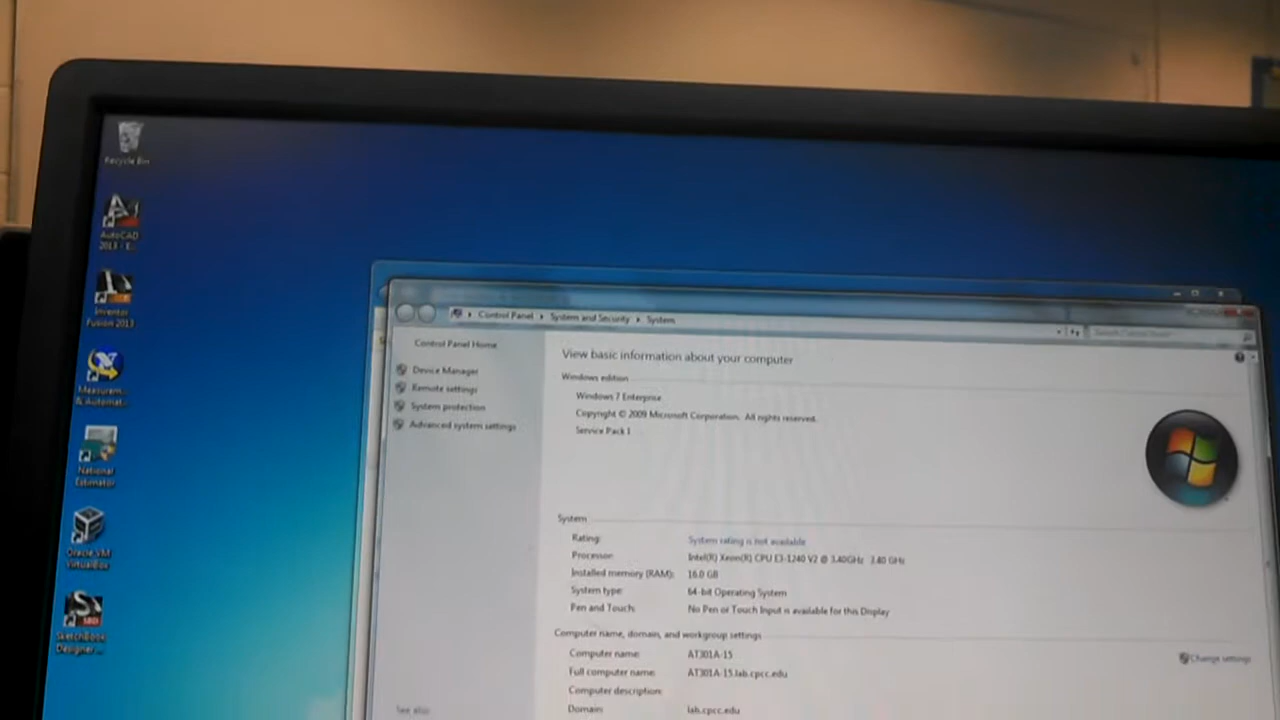 Recycle Bin
AutoCAD
2013 - E...
Inventor
Fusion 2013
Measurem...
& Automat...
National
Estimator
Oracle VM
VirtualBox
SketchBook
Designer ...
Control Panel ▸ System and Security ▸ System
Control Panel Home
Device Manager
Remote settings
System protection
Advanced system settings
See also
View basic information about your computer
Windows edition
Windows 7 Enterprise
Copyright © 2009 Microsoft Corporation. All rights reserved.
Service Pack 1
System
Rating: System rating is not available
Processor: Intel(R) Xeon(R) CPU E3-1240 V2 @ 3.40GHz 3.40 GHz
Installed memory (RAM): 16.0 GB
System type: 64-bit Operating System
Pen and Touch: No Pen or Touch Input is available for this Display
Computer name, domain, and workgroup settings
Computer name: AT301A-15
Change settings
Full computer name: AT301A-15.lab.cpcc.edu
Computer description:
Domain: lab.cpcc.edu